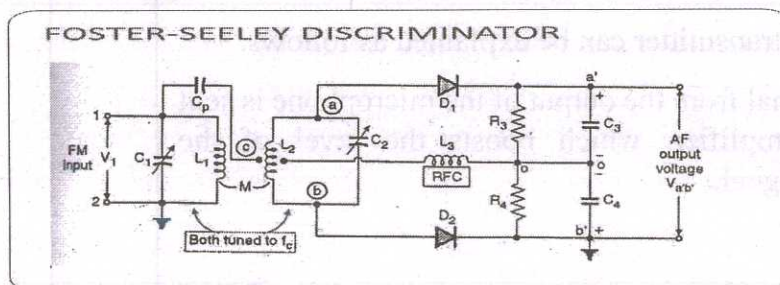 FOSTER-SEELEY DISCRIMINATOR
transmitter can be explained as follows.
a'
a
D₁
+
1
R₃
C₃
c
C₂
FM Input
V₁
C₁
L₁
L₂
L₃
o
AF output voltage Va'b'
M
RFC
2
b
R₄
C₄
D₂
b'
+
Both tuned to fc